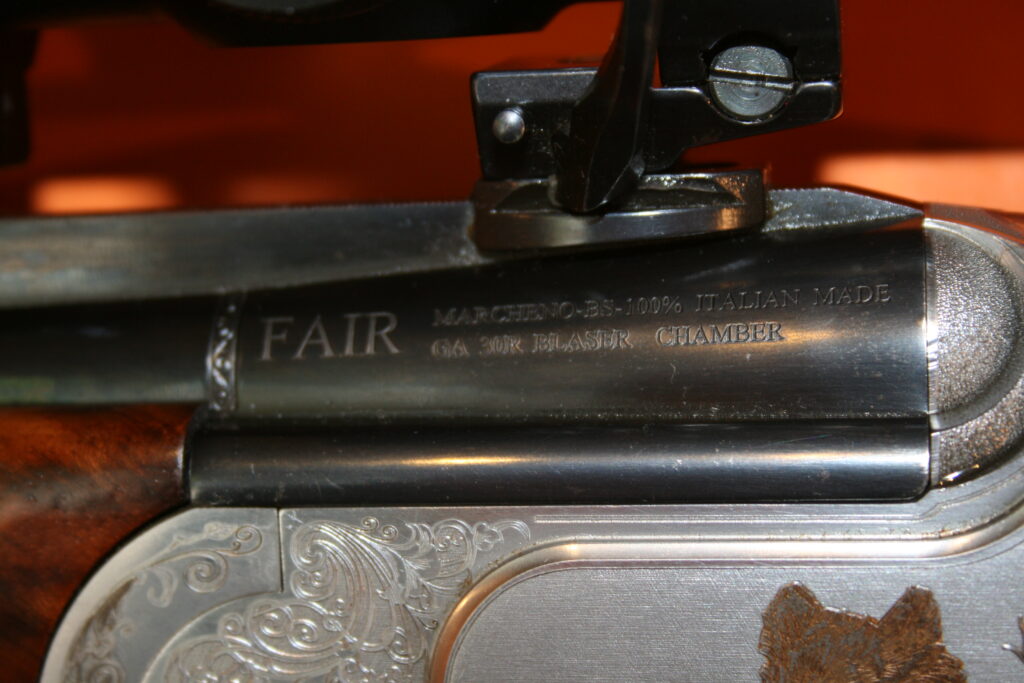 FAIR
MARCHENO-BS-100% ITALIAN MADE
GA 30R BLASER CHAMBER